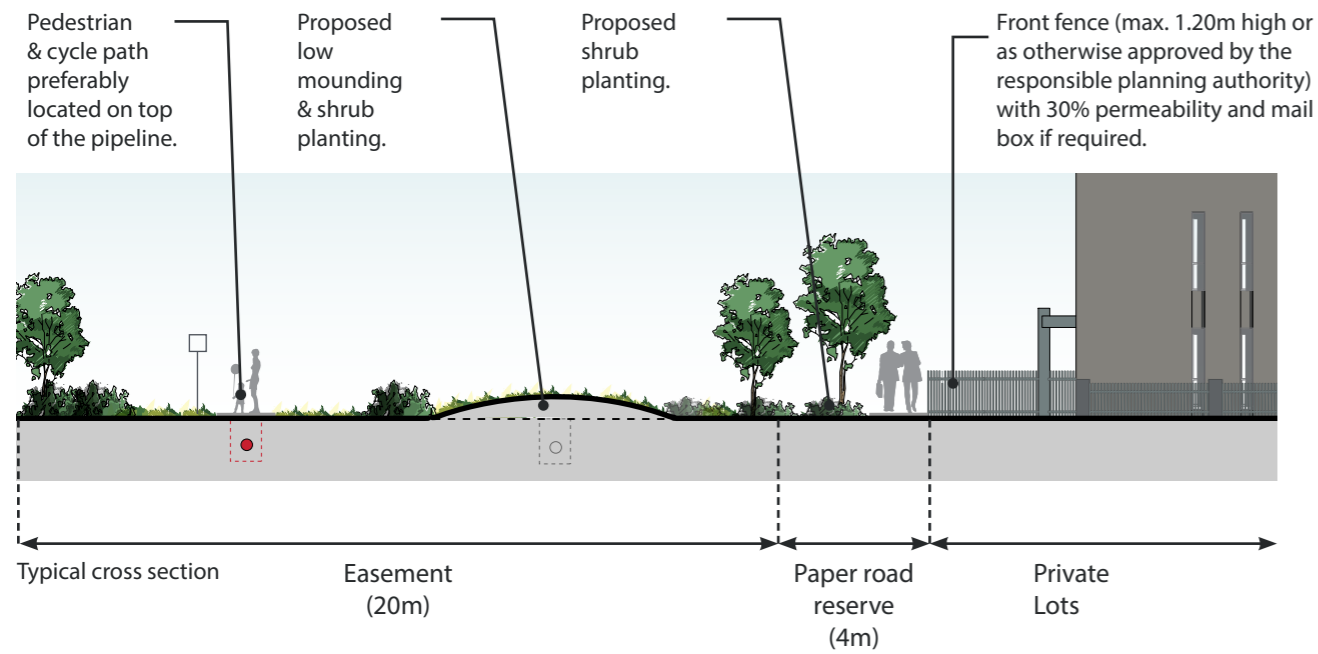 Pedestrian
& cycle path
preferably
located on top
of the pipeline.
Proposed
low
mounding
& shrub
planting.
Proposed
shrub
planting.
Front fence (max. 1.20m high or
as otherwise approved by the
responsible planning authority)
with 30% permeability and mail
box if required.
Typical cross section
Easement
(20m)
Paper road
reserve
(4m)
Private
Lots